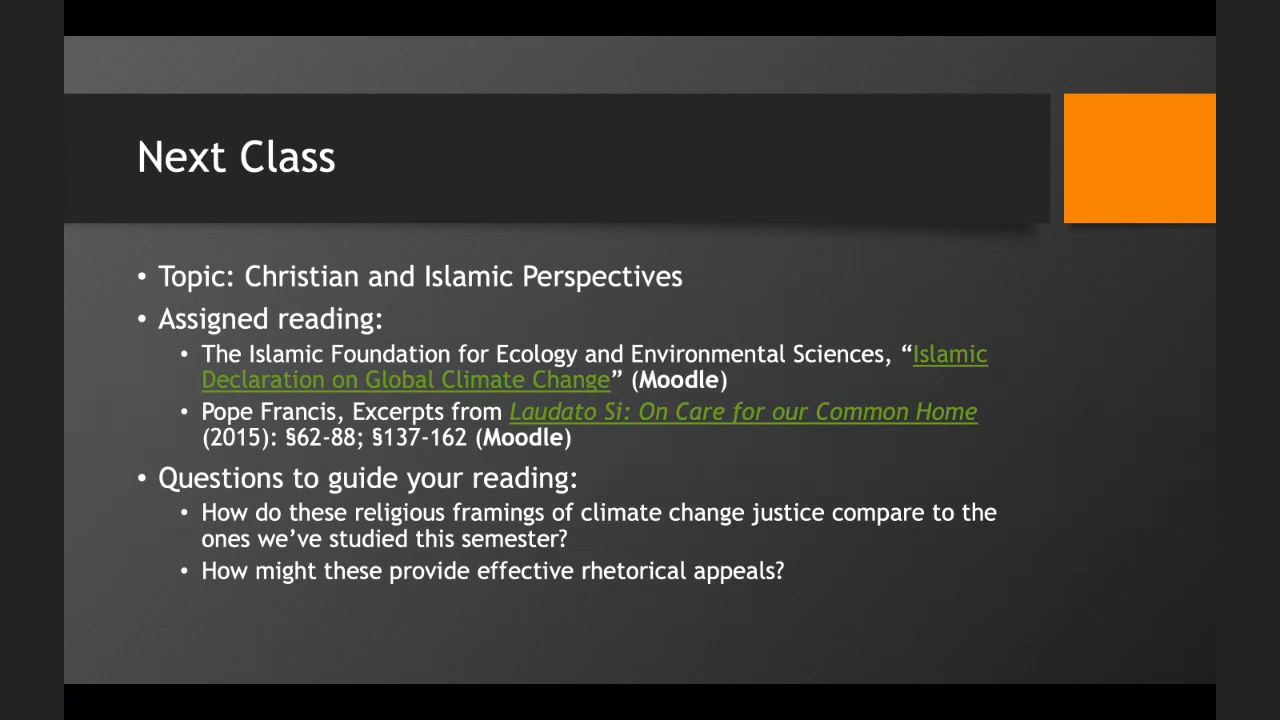 Next Class
• Topic: Christian and Islamic Perspectives
• Assigned reading:
• The Islamic Foundation for Ecology and Environmental Sciences, “Islamic
Declaration on Global Climate Change” (Moodle)
• Pope Francis, Excerpts from Laudato Si: On Care for our Common Home
(2015): §62-88; §137-162 (Moodle)
• Questions to guide your reading:
• How do these religious framings of climate change justice compare to the
ones we’ve studied this semester?
• How might these provide effective rhetorical appeals?